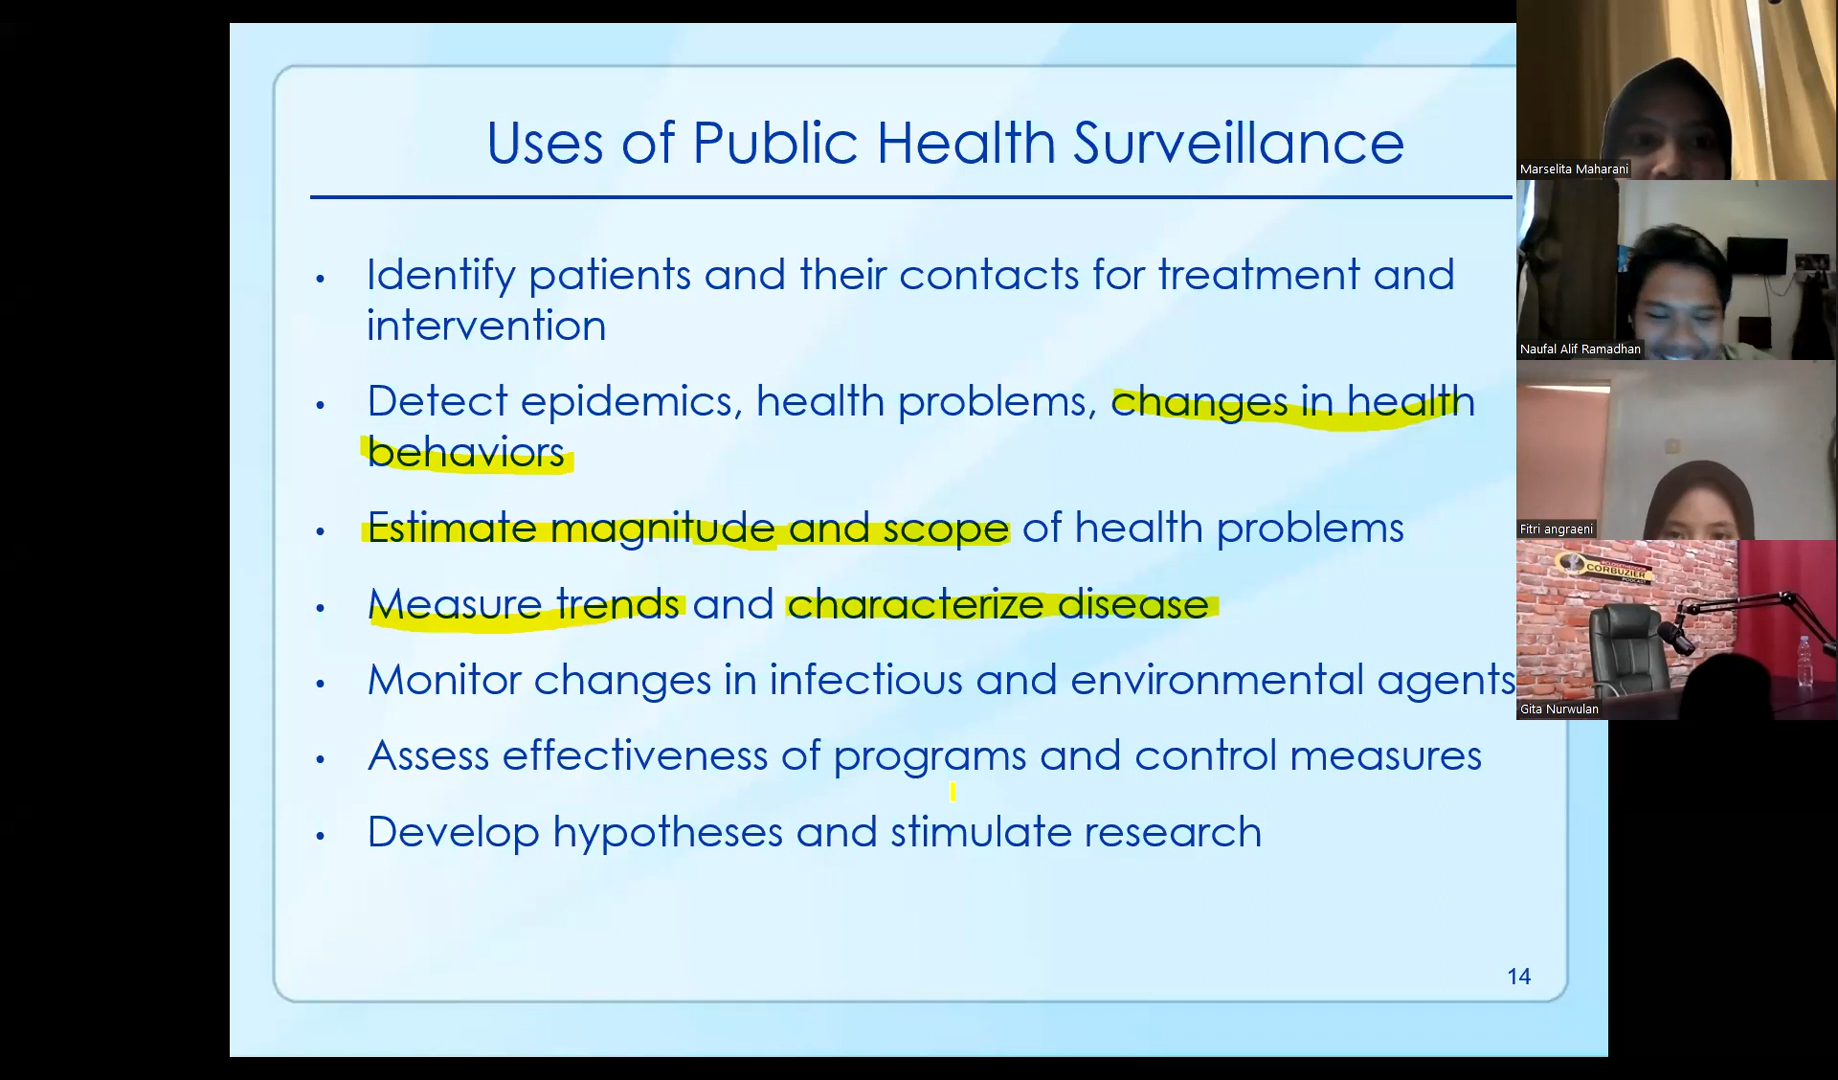 Uses of Public Health Surveillance
• Identify patients and their contacts for treatment and
intervention
• Detect epidemics, health problems, changes in health
behaviors
• Estimate magnitude and scope of health problems
• Measure trends and characterize disease
• Monitor changes in infectious and environmental agents
• Assess effectiveness of programs and control measures
• Develop hypotheses and stimulate research
14
Marselita Maharani
Naufal Alif Ramadhan
Fitri angraeni
CORBUZIER
PODCAST
Gita Nurwulan